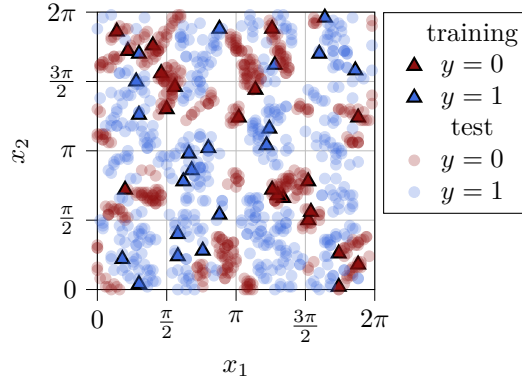 2π
3π/2
π
π/2
0
x₂
0
π/2
π
3π/2
2π
x₁
training
y = 0
y = 1
test
y = 0
y = 1